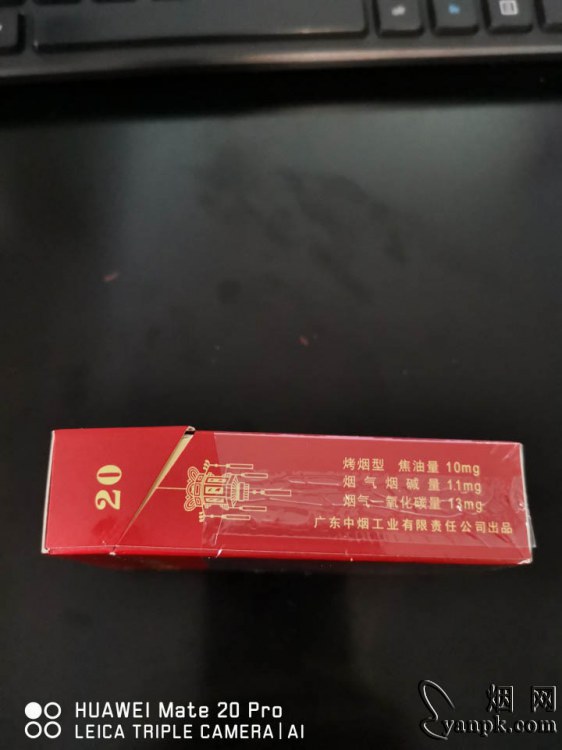 20
烤烟型 焦油量 10mg
烟气烟碱量 1.1mg
烟气一氧化碳量 13mg
广东中烟工业有限责任公司出品
HUAWEI Mate 20 Pro
LEICA TRIPLE CAMERA | AI
烟网
yanpk.com